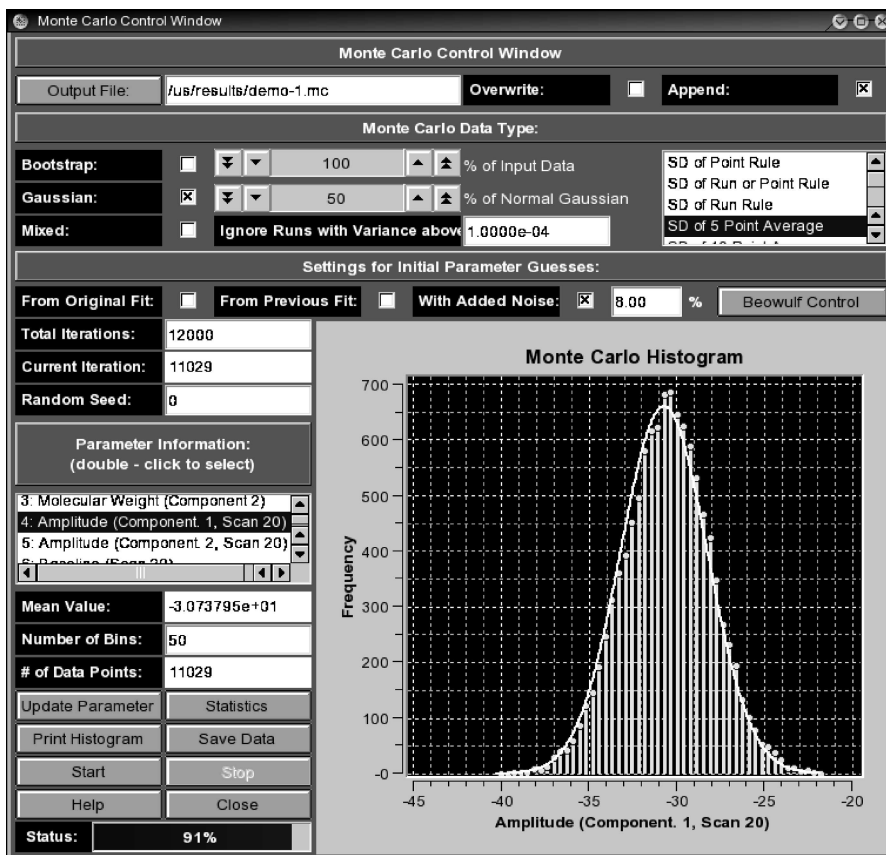 Monte Carlo Control Window
Monte Carlo Control Window
Output File: /us/results/demo-1.mc Overwrite: Append:
Monte Carlo Data Type:
Bootstrap: 100 % of Input Data
Gaussian: 50 % of Normal Gaussian
Mixed: Ignore Runs with Variance above 1.0000e-04
SD of Point Rule
SD of Run or Point Rule
SD of Run Rule
SD of 5 Point Average
Settings for Initial Parameter Guesses:
From Original Fit: From Previous Fit: With Added Noise: 8.00 % Beowulf Control
Total Iterations: 12000
Current Iteration: 11029
Random Seed: 0
Parameter Information:
(double - click to select)
3: Molecular Weight (Component 2)
4: Amplitude (Component. 1, Scan 20)
5: Amplitude (Component. 2, Scan 20)
Mean Value: -3.073795e+01
Number of Bins: 50
# of Data Points: 11029
Update Parameter Statistics
Print Histogram Save Data
Start Stop
Help Close
Status: 91%
Monte Carlo Histogram
Frequency
700
600
500
400
300
200
100
-0
-45 -40 -35 -30 -25 -20
Amplitude (Component. 1, Scan 20)